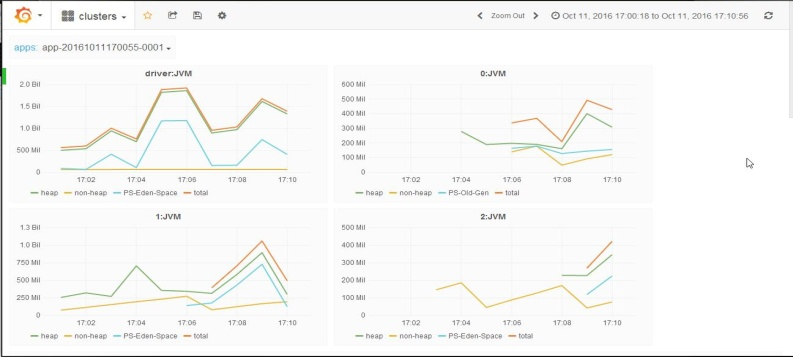 clusters
Zoom Out
Oct 11, 2016 17:00:18 to Oct 11, 2016 17:10:56
apps: app-20161011170055-0001
driver:JVM
2.0 Bil
1.5 Bil
1.0 Bil
500 Mil
0
17:02 17:04 17:06 17:08 17:10
heap non-heap PS-Eden-Space total
0:JVM
600 Mil
500 Mil
400 Mil
300 Mil
200 Mil
100 Mil
0
17:02 17:04 17:06 17:08 17:10
heap non-heap PS-Old-Gen total
1:JVM
1.3 Bil
1.0 Bil
750 Mil
500 Mil
250 Mil
0
17:02 17:04 17:06 17:08 17:10
heap non-heap PS-Eden-Space total
2:JVM
500 Mil
400 Mil
300 Mil
200 Mil
100 Mil
0
17:02 17:04 17:06 17:08 17:10
heap non-heap PS-Eden-Space total